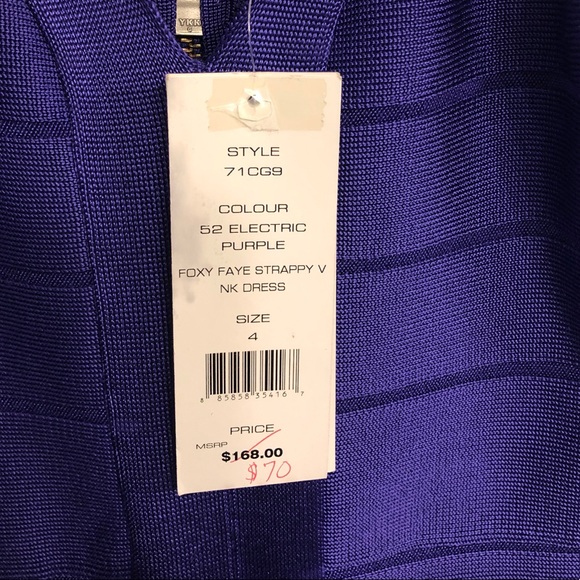 YKK
STYLE
71CG9
COLOUR
52 ELECTRIC
PURPLE
FOXY FAYE STRAPPY V
NK DRESS
SIZE
4
8 85858 35416 7
PRICE
MSRP $168.00
$70